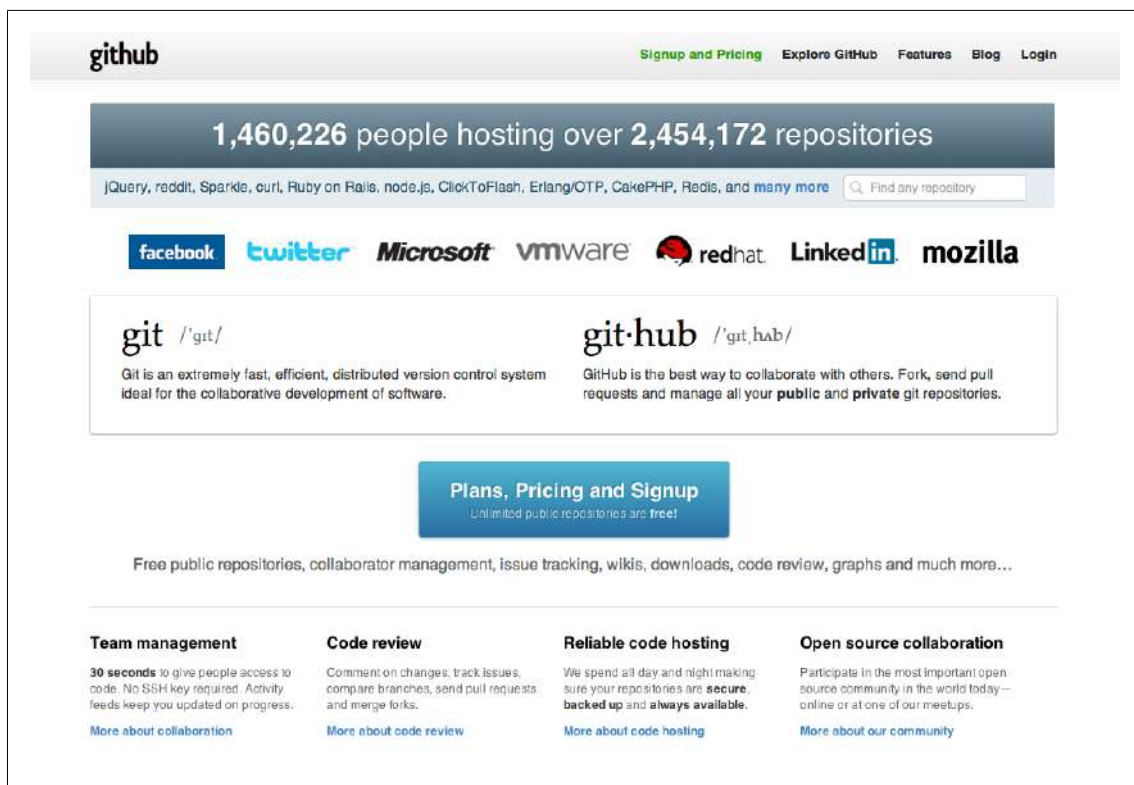 github
Signup and Pricing Explore GitHub Features Blog Login
1,460,226 people hosting over 2,454,172 repositories
jQuery, reddit, Sparkle, curl, Ruby on Rails, node.js, ClickToFlash, Erlang/OTP, CakePHP, Redis, and many more
Find any repository
facebook twitter Microsoft vmware redhat. Linked in. mozilla
git /ˈgɪt/
Git is an extremely fast, efficient, distributed version control system
ideal for the collaborative development of software.
git·hub /ˈgɪtˌhʌb/
GitHub is the best way to collaborate with others. Fork, send pull
requests and manage all your public and private git repositories.
Plans, Pricing and Signup
Unlimited public repositories are free!
Free public repositories, collaborator management, issue tracking, wikis, downloads, code review, graphs and much more...
Team management
30 seconds to give people access to
code. No SSH key required. Activity
feeds keep you updated on progress.
More about collaboration
Code review
Comment on changes, track issues,
compare branches, send pull requests
and merge forks.
More about code review
Reliable code hosting
We spend all day and night making
sure your repositories are secure,
backed up and always available.
More about code hosting
Open source collaboration
Participate in the most important open
source community in the world today—
online or at one of our meetups.
More about our community